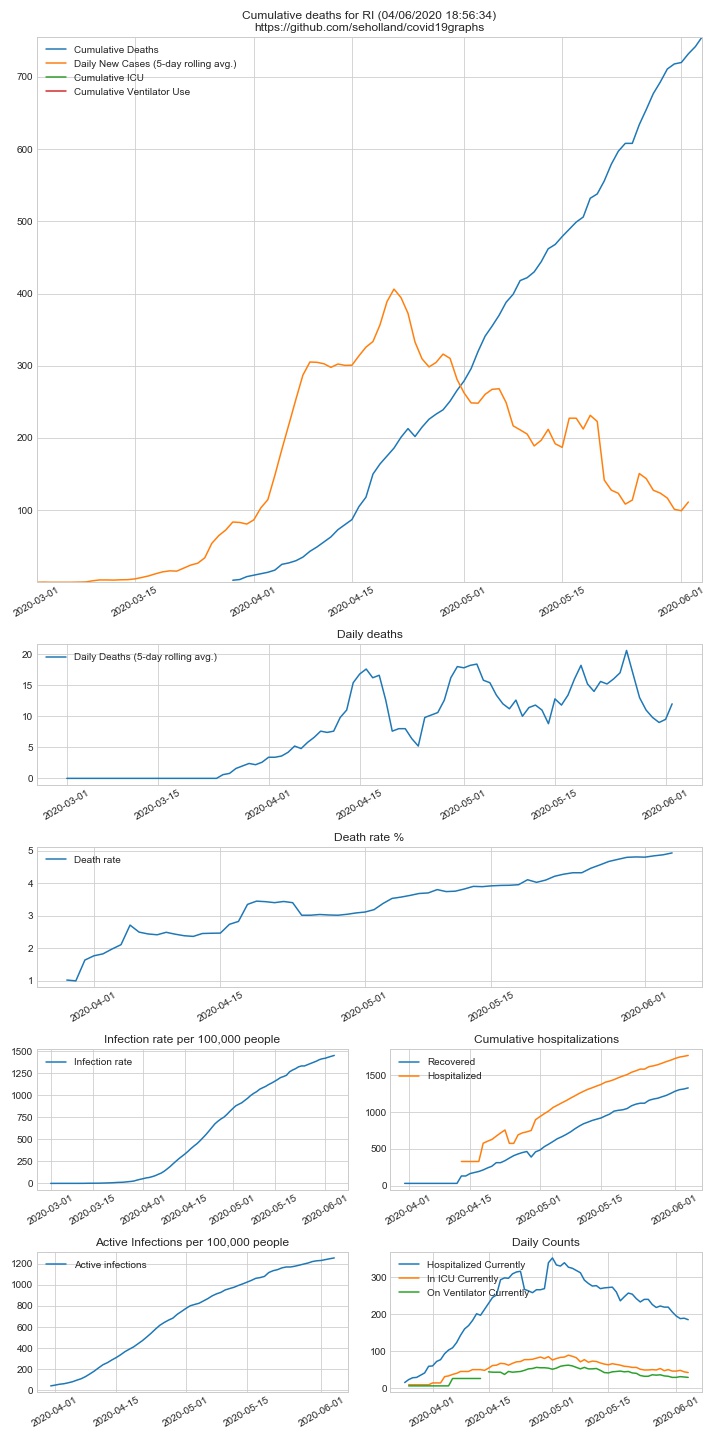 Cumulative deaths for RI (04/06/2020 18:56:34)
https://github.com/seholland/covid19graphs
Cumulative Deaths
Daily New Cases (5-day rolling avg.)
Cumulative ICU
Cumulative Ventilator Use
700
600
500
400
300
200
100
2020-03-01 2020-03-15 2020-04-01 2020-04-15 2020-05-01 2020-05-15 2020-06-01
Daily deaths
Daily Deaths (5-day rolling avg.)
20
15
10
5
0
2020-03-01 2020-03-15 2020-04-01 2020-04-15 2020-05-01 2020-05-15 2020-06-01
Death rate %
Death rate
5
4
3
2
1
2020-04-01 2020-04-15 2020-05-01 2020-05-15 2020-06-01
Infection rate per 100,000 people
Infection rate
1500
1250
1000
750
500
250
0
2020-03-01 2020-03-15 2020-04-01 2020-04-15 2020-05-01 2020-05-15 2020-06-01
Cumulative hospitalizations
Recovered
Hospitalized
1500
1000
500
0
2020-04-01 2020-04-15 2020-05-01 2020-05-15 2020-06-01
Active Infections per 100,000 people
Active infections
1200
1000
800
600
400
200
0
2020-04-01 2020-04-15 2020-05-01 2020-05-15 2020-06-01
Daily Counts
Hospitalized Currently
In ICU Currently
On Ventilator Currently
300
200
100
0
2020-04-01 2020-04-15 2020-05-01 2020-05-15 2020-06-01